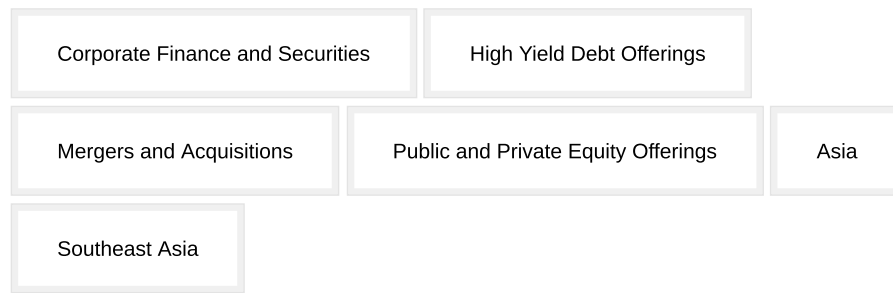 Corporate Finance and Securities High Yield Debt Offerings
Mergers and Acquisitions Public and Private Equity Offerings Asia
Southeast Asia